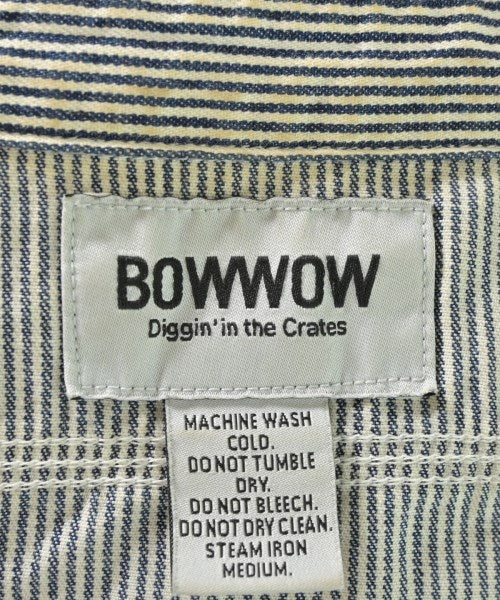 BOWWOW
Diggin' in the Crates
MACHINE WASH
COLD.
DO NOT TUMBLE
DRY.
DO NOT BLEECH.
DO NOT DRY CLEAN.
STEAM IRON
MEDIUM.